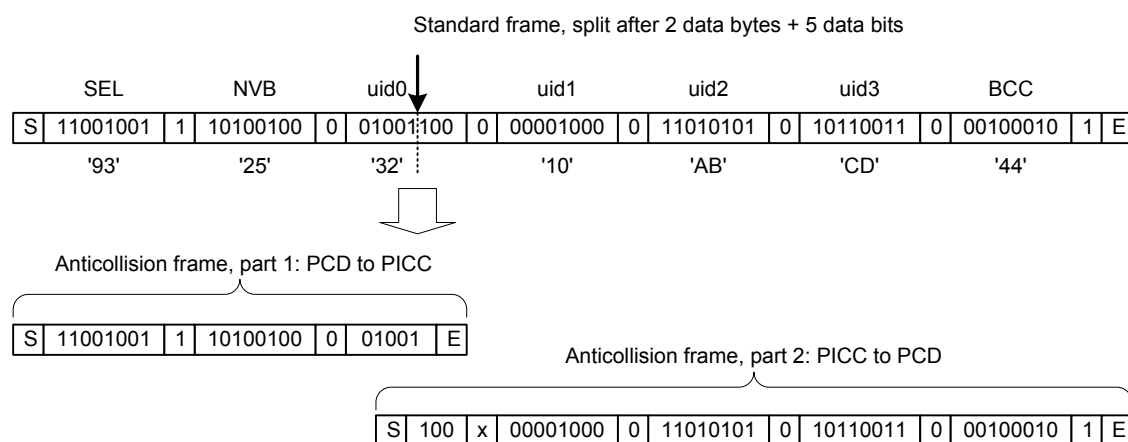 Standard frame, split after 2 data bytes + 5 data bits
SEL NVB uid0 uid1 uid2 uid3 BCC
S 11001001 1 10100100 0 01001100 0 00001000 0 11010101 0 10110011 0 00100010 1 E
'93' '25' '32' '10' 'AB' 'CD' '44'
Anticollision frame, part 1: PCD to PICC
S 11001001 1 10100100 0 01001 E
Anticollision frame, part 2: PICC to PCD
S 100 x 00001000 0 11010101 0 10110011 0 00100010 1 E